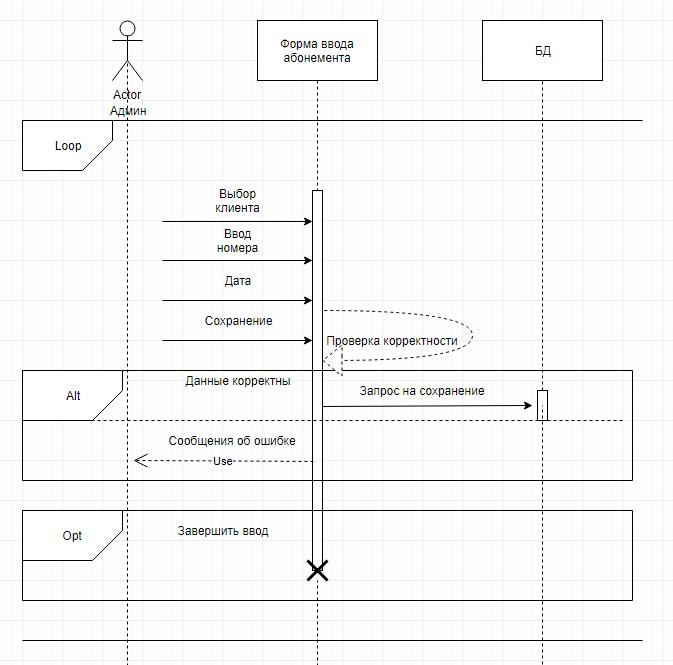 Форма ввода
абонемента
БД
Actor
Админ
Loop
Выбор
клиента
Ввод
номера
Дата
Сохранение
Проверка корректности
Alt
Данные корректны
Запрос на сохранение
Сообщения об ошибке
Use
Opt
Завершить ввод